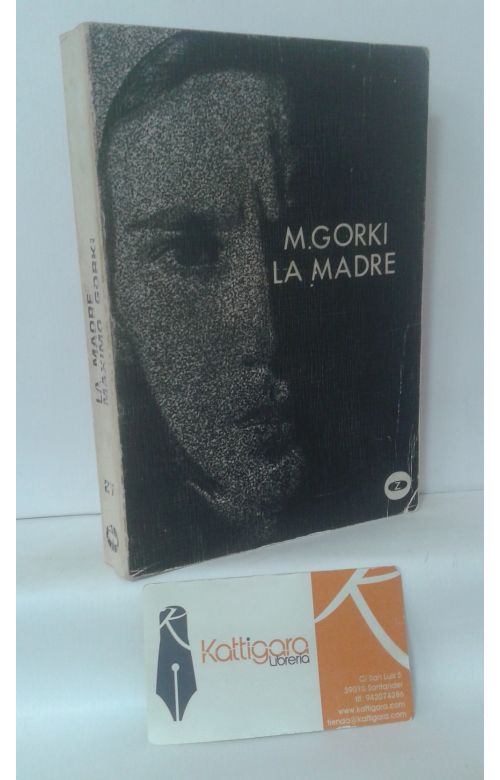 M.GORKI
LA MADRE
Z
LA MADRE
MAXIMO GORKI
27
K
Kattigara
Librería
C/ San Luis 5
39010 Santander
tlf: 942074286
www.kattigara.com
tienda@kattigara.com